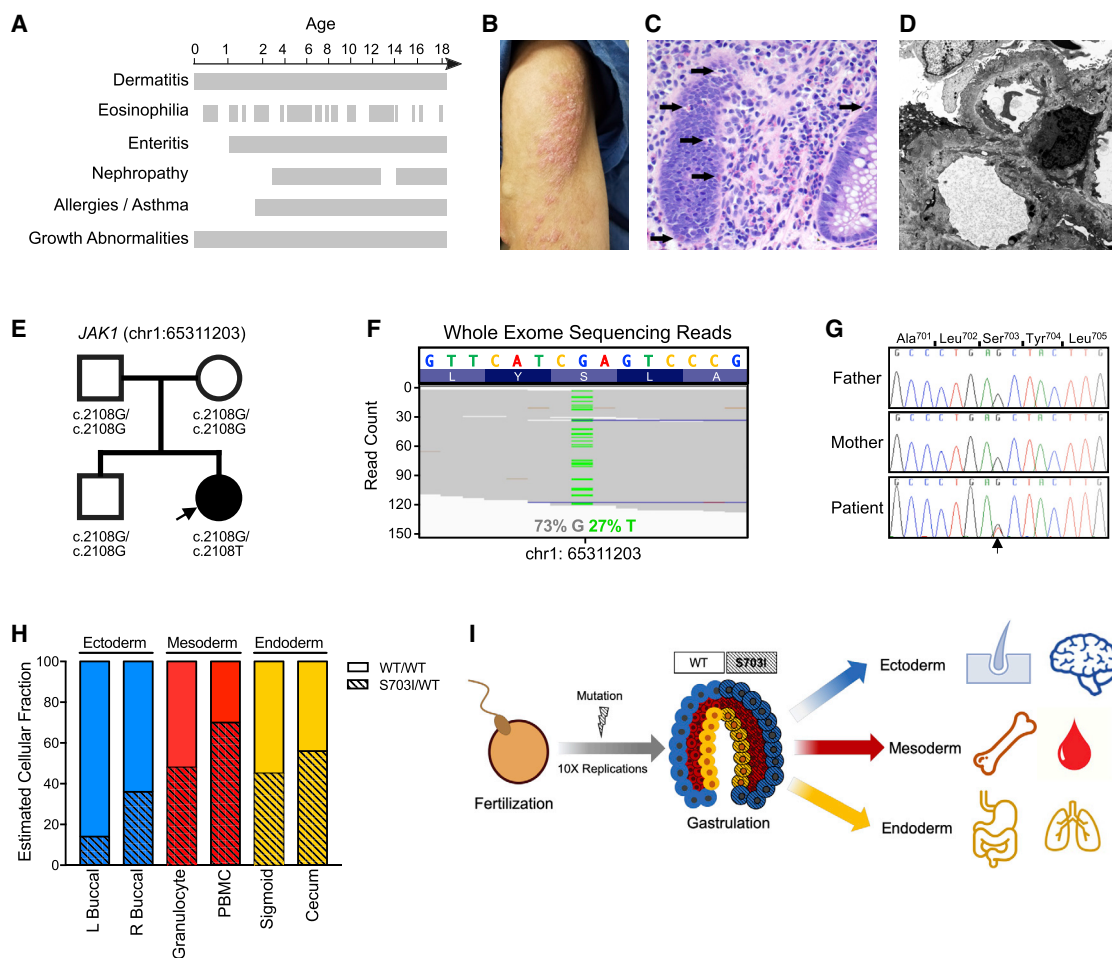 A
Age
0 1 2 4 6 8 10 12 14 16 18
Dermatitis
Eosinophilia
Enteritis
Nephropathy
Allergies / Asthma
Growth Abnormalities
B
C
D
E
JAK1 (chr1:65311203)
c.2108G/
c.2108G
c.2108G/
c.2108G
c.2108G/
c.2108G
c.2108G/
c.2108T
F
Whole Exome Sequencing Reads
G T T C A T C G A G T C C C G
L Y S L A
Read Count
0
30
60
90
120
150
73% G 27% T
chr1: 65311203
G
Ala701 Leu702 Ser703 Tyr704 Leu705
Father
G C C C T G A G C T A C T T G
Mother
G C C C T G A G C T A C T T G
Patient
G C C C T G A G C T A C T T G
H
Ectoderm Mesoderm Endoderm
Estimated Cellular Fraction
100
80
60
40
20
0
L Buccal
R Buccal
Granulocyte
PBMC
Sigmoid
Cecum
WT/WT
S703I/WT
I
Fertilization
Mutation
10X Replications
WT S703I
Gastrulation
Ectoderm
Mesoderm
Endoderm